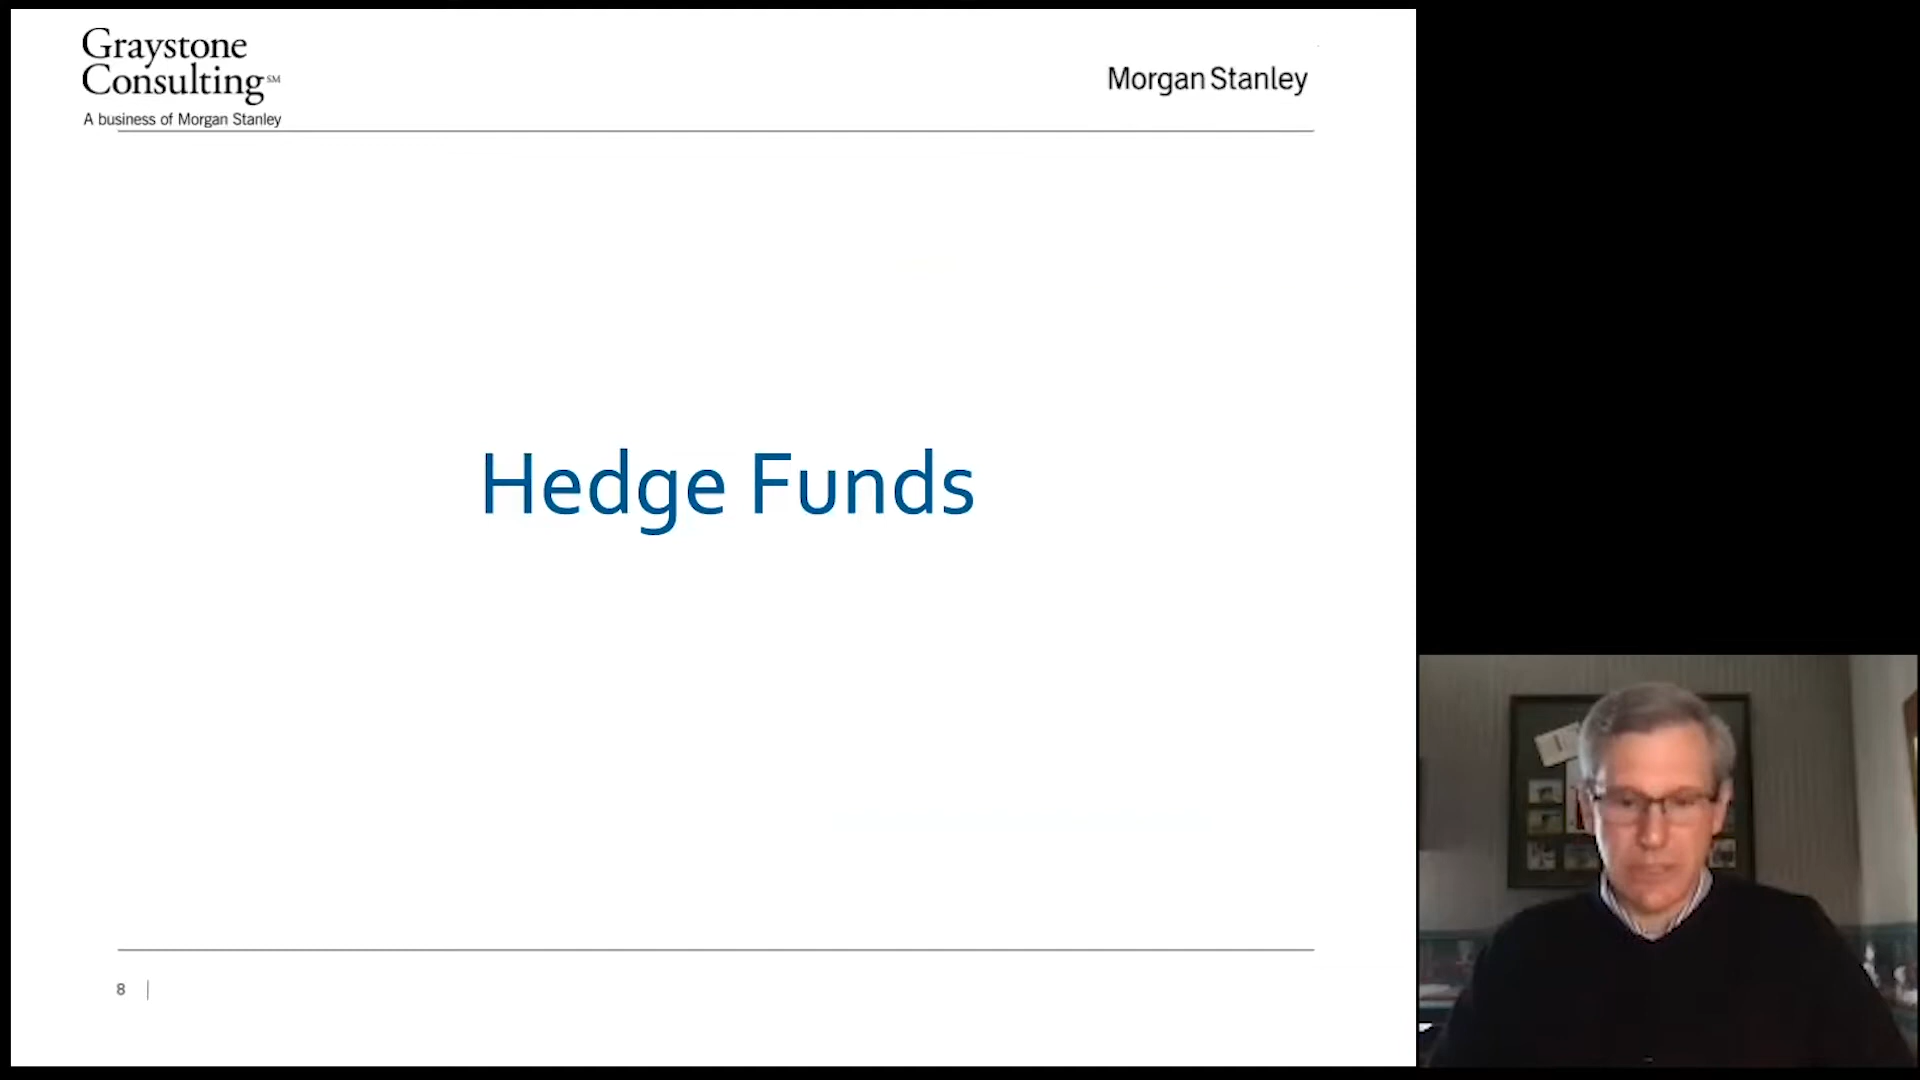 Graystone
Consulting℠
A business of Morgan Stanley
Morgan Stanley
Hedge Funds
8